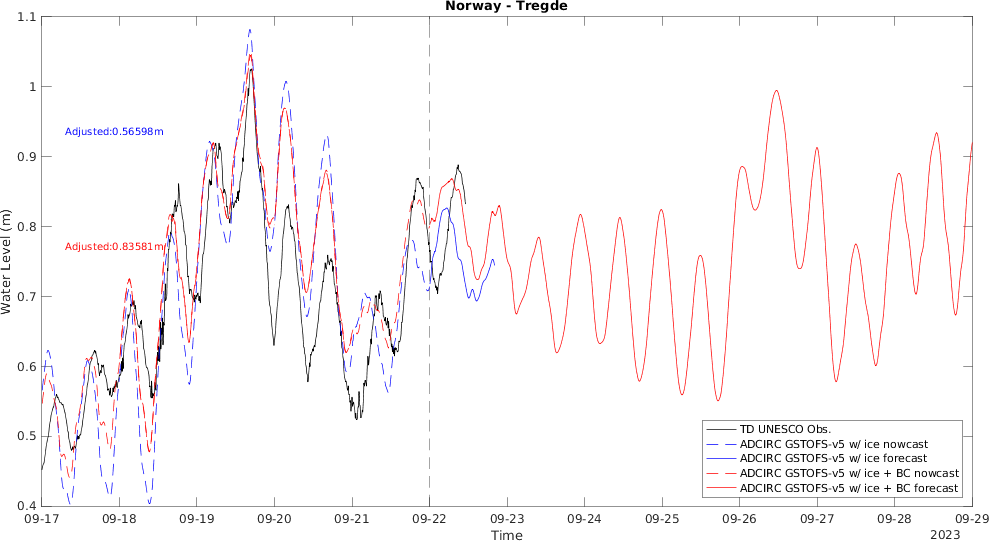 Norway - Tregde
1.1
1
0.9
0.8
0.7
0.6
0.5
0.4
Water Level (m)
Adjusted:0.56598m
Adjusted:0.83581m
TD UNESCO Obs.
ADCIRC GSTOFS-v5 w/ ice nowcast
ADCIRC GSTOFS-v5 w/ ice forecast
ADCIRC GSTOFS-v5 w/ ice + BC nowcast
ADCIRC GSTOFS-v5 w/ ice + BC forecast
09-17 09-18 09-19 09-20 09-21 09-22 09-23 09-24 09-25 09-26 09-27 09-28 09-29
Time
2023